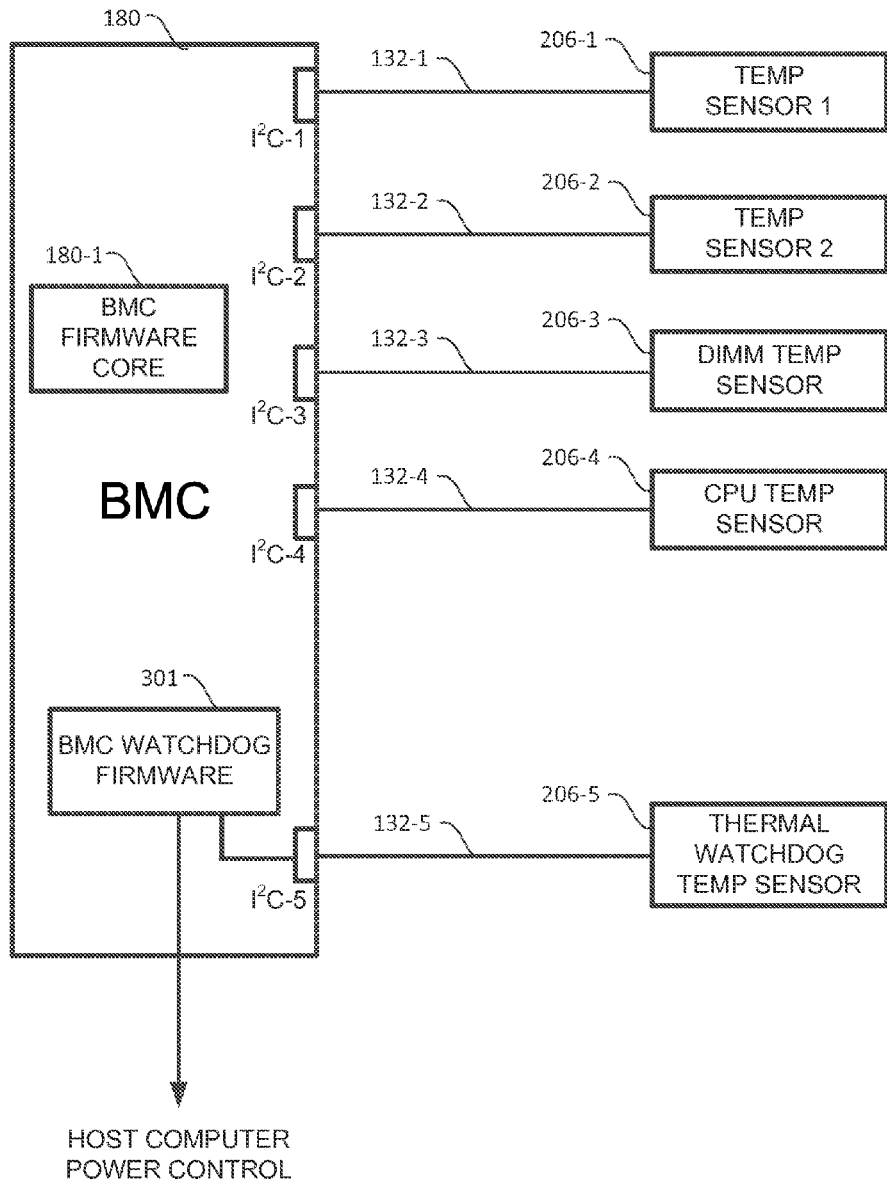 180
132-1
206-1
TEMP
SENSOR 1
I²C-1
132-2
206-2
TEMP
SENSOR 2
I²C-2
180-1
BMC
FIRMWARE
CORE
132-3
206-3
DIMM TEMP
SENSOR
I²C-3
BMC
132-4
206-4
CPU TEMP
SENSOR
I²C-4
301
BMC WATCHDOG
FIRMWARE
132-5
206-5
THERMAL
WATCHDOG
TEMP SENSOR
I²C-5
HOST COMPUTER
POWER CONTROL